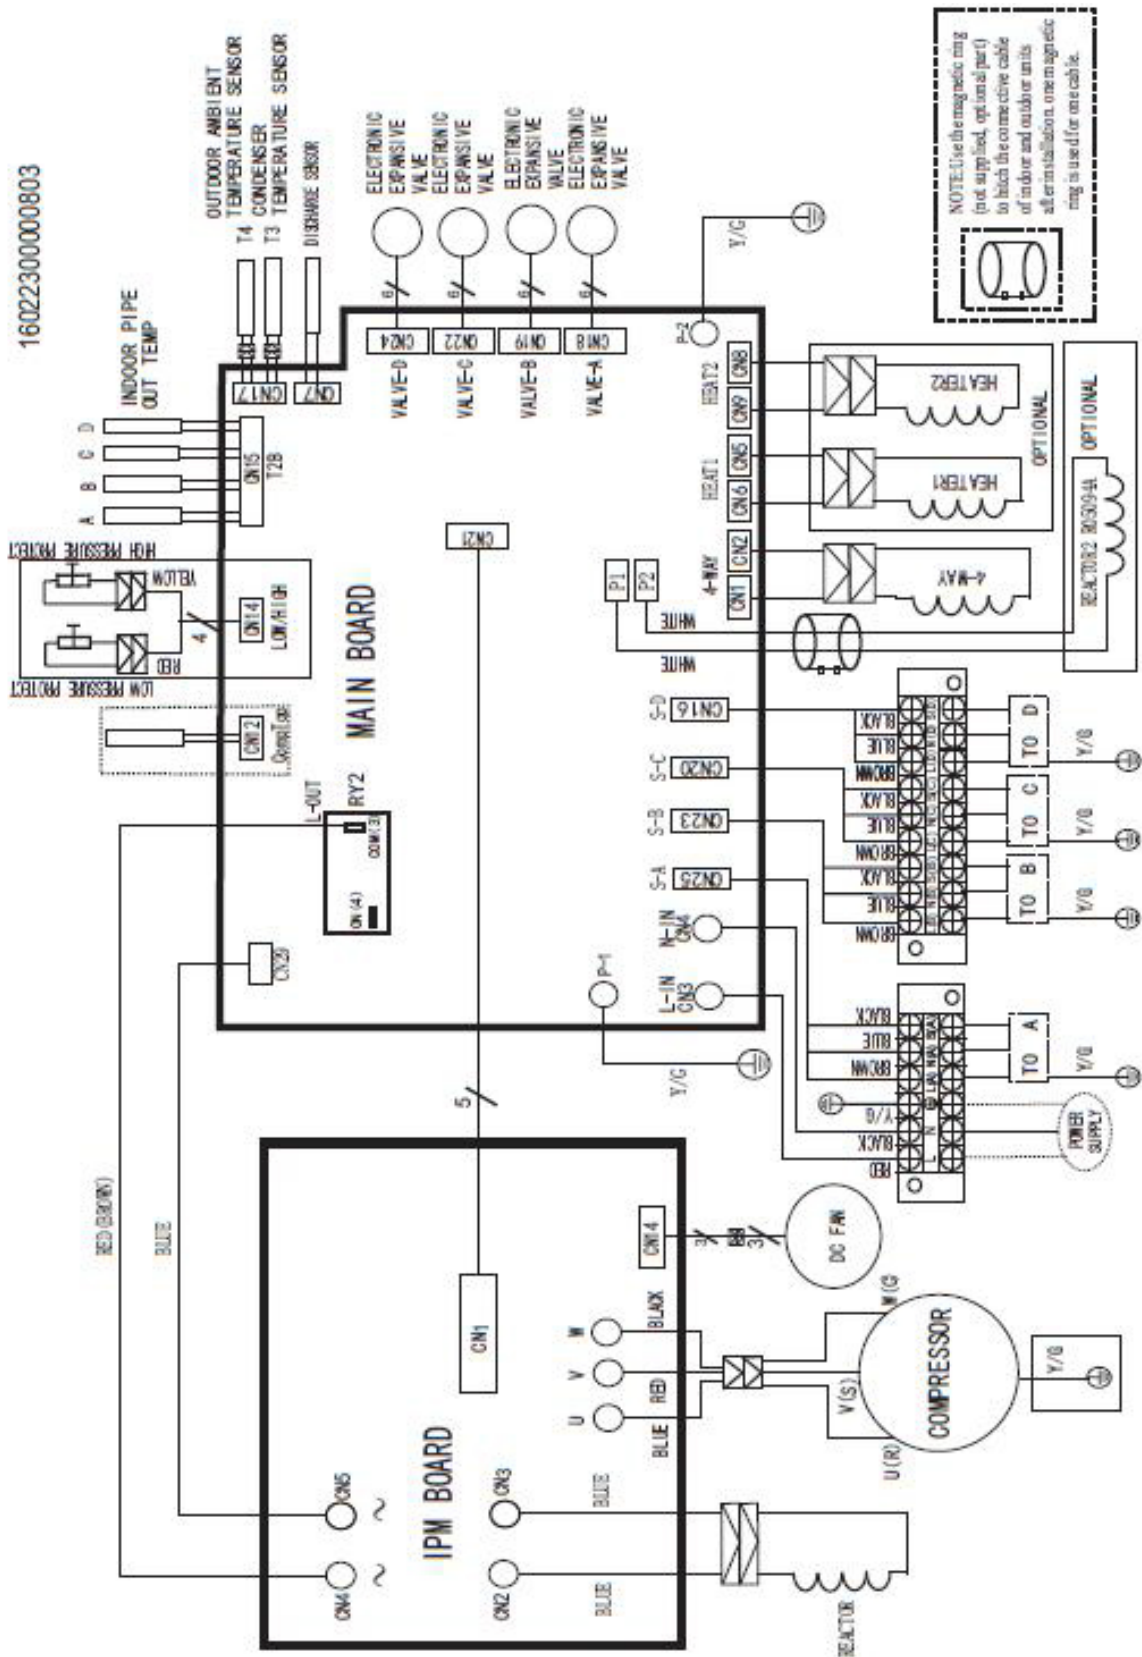 16022300000803
INDOOR PIPE
OUT TEMP
A
B
C
D
CN15
T2B
OUTDOOR AMBIENT
TEMPERATURE SENSOR
T4
CONDENSER
T3
TEMPERATURE SENSOR
DISCHARGE SENSOR
CN17
CN7
ELECTRONIC
EXPANSIVE
VALVE
ELECTRONIC
EXPANSIVE
VALVE
ELECTRONIC
EXPANSIVE
VALVE
ELECTRONIC
EXPANSIVE
VALVE
6
6
6
6
CN24
CN22
CN19
CN18
VALVE-D
VALVE-C
VALVE-B
VALVE-A
HIGH PRESSURE PROTECT
YELLOW
LOW PRESSURE PROTECT
RED
4
CN14
LOW/HIGH
CN12
L-OUT
RY2
COM(3)
ON(4)
MAIN BOARD
CN21
CN29
P-1
Y/G
P-2
Y/G
P1
P2
WHITE
WHITE
4-WAY
CN1
CN2
HEAT1
CN6
CN5
HEAT2
CN9
CN8
4-WAY
HEATER1
HEATER2
OPTIONAL
REACTOR2 R05094A
OPTIONAL
NOTE:Use the magnetic ring
(not supplied, optional part)
to hitch the connective cable
of indoor and outdoor units
after installation. one magnetic
ring is used for one cable.
L-IN
CN3
N-IN
CN4
S-A
CN25
S-B
CN23
S-C
CN20
S-D
CN16
BROWN
BLUE
BLACK
BROWN
BLUE
BLACK
BROWN
BLUE
BLACK
L(B)
N(B)
S(B)
L(C)
N(C)
S(C)
L(D)
N(D)
S(D)
TO B
TO C
TO D
Y/G
Y/G
Y/G
RED
BLACK
Y/G
BROWN
BLUE
BLACK
L
N
L(A)
N(A)
S(A)
TO A
Y/G
POWER
SUPPLY
RED(BROWN)
BLUE
5
IPM BOARD
CN4
CN5
~
~
CN1
CN2
CN3
BLUE
BLUE
REACTOR
U
V
W
BLUE
RED
BLACK
CN14
3
3
DC FAN
U(R)
V(S)
W(C)
COMPRESSOR
Y/G